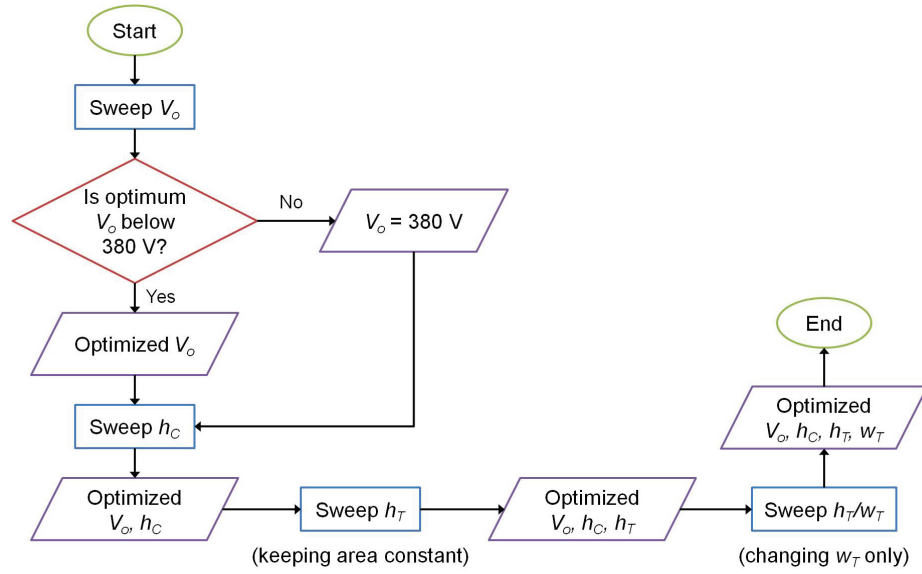 Start
Sweep Vo
Is optimum
Vo below
380 V?
No
Vo = 380 V
Yes
Optimized Vo
Sweep hC
Optimized
Vo, hC
Sweep hT
(keeping area constant)
Optimized
Vo, hC, hT
Sweep hT/wT
(changing wT only)
Optimized
Vo, hC, hT, wT
End